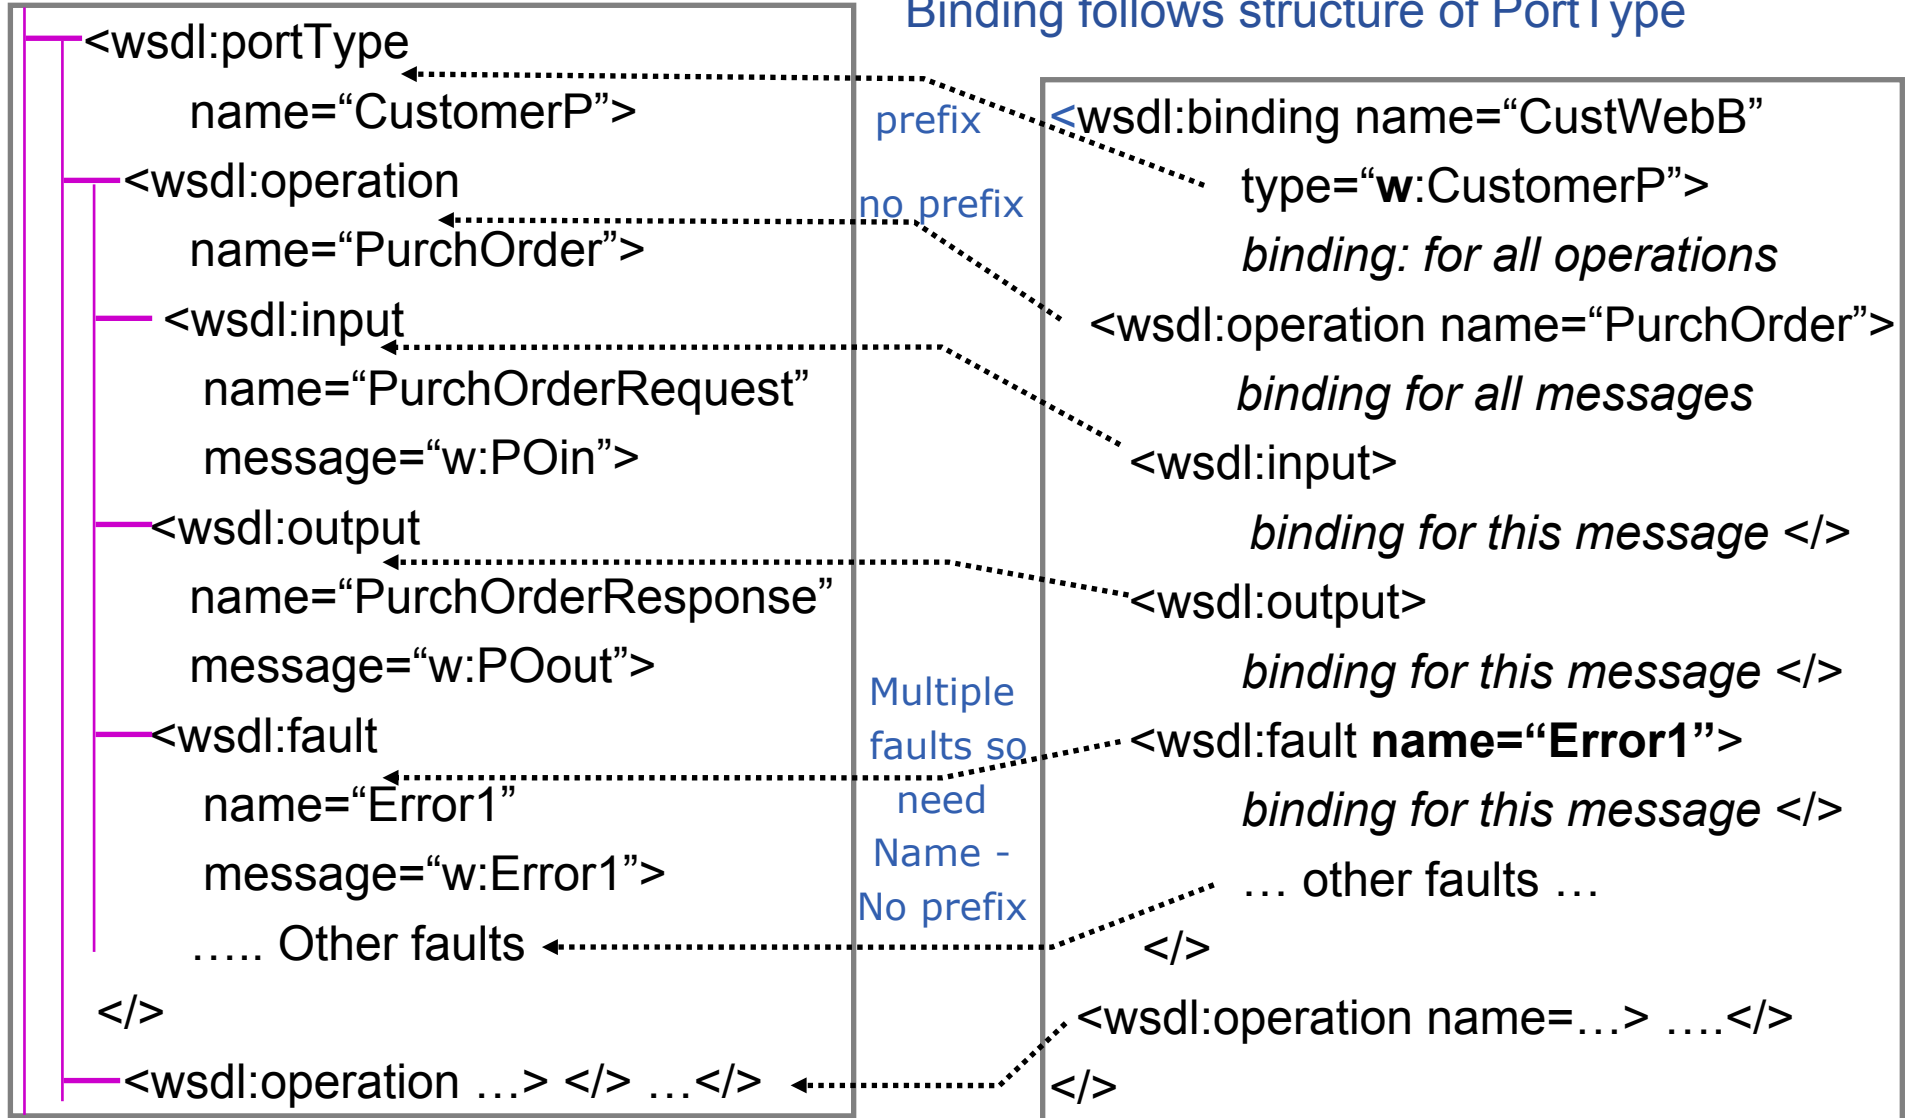 Binding follows structure of PortType
<wsdl:portType
name=“CustomerP”>
<wsdl:operation
name=“PurchOrder”>
<wsdl:input
name=“PurchOrderRequest”
message=“w:POin”>
<wsdl:output
name=“PurchOrderResponse”
message=“w:POout”>
<wsdl:fault
name=“Error1”
message=“w:Error1”>
….. Other faults
</>
<wsdl:operation …> </> …</>
prefix
no prefix
Multiple
faults so
need
Name -
No prefix
<wsdl:binding name=“CustWebB”
type=“w:CustomerP”>
binding: for all operations
<wsdl:operation name=“PurchOrder”>
binding for all messages
<wsdl:input>
binding for this message </>
<wsdl:output>
binding for this message </>
<wsdl:fault name=“Error1”>
binding for this message </>
… other faults …
</>
<wsdl:operation name=…> ….</>
</>